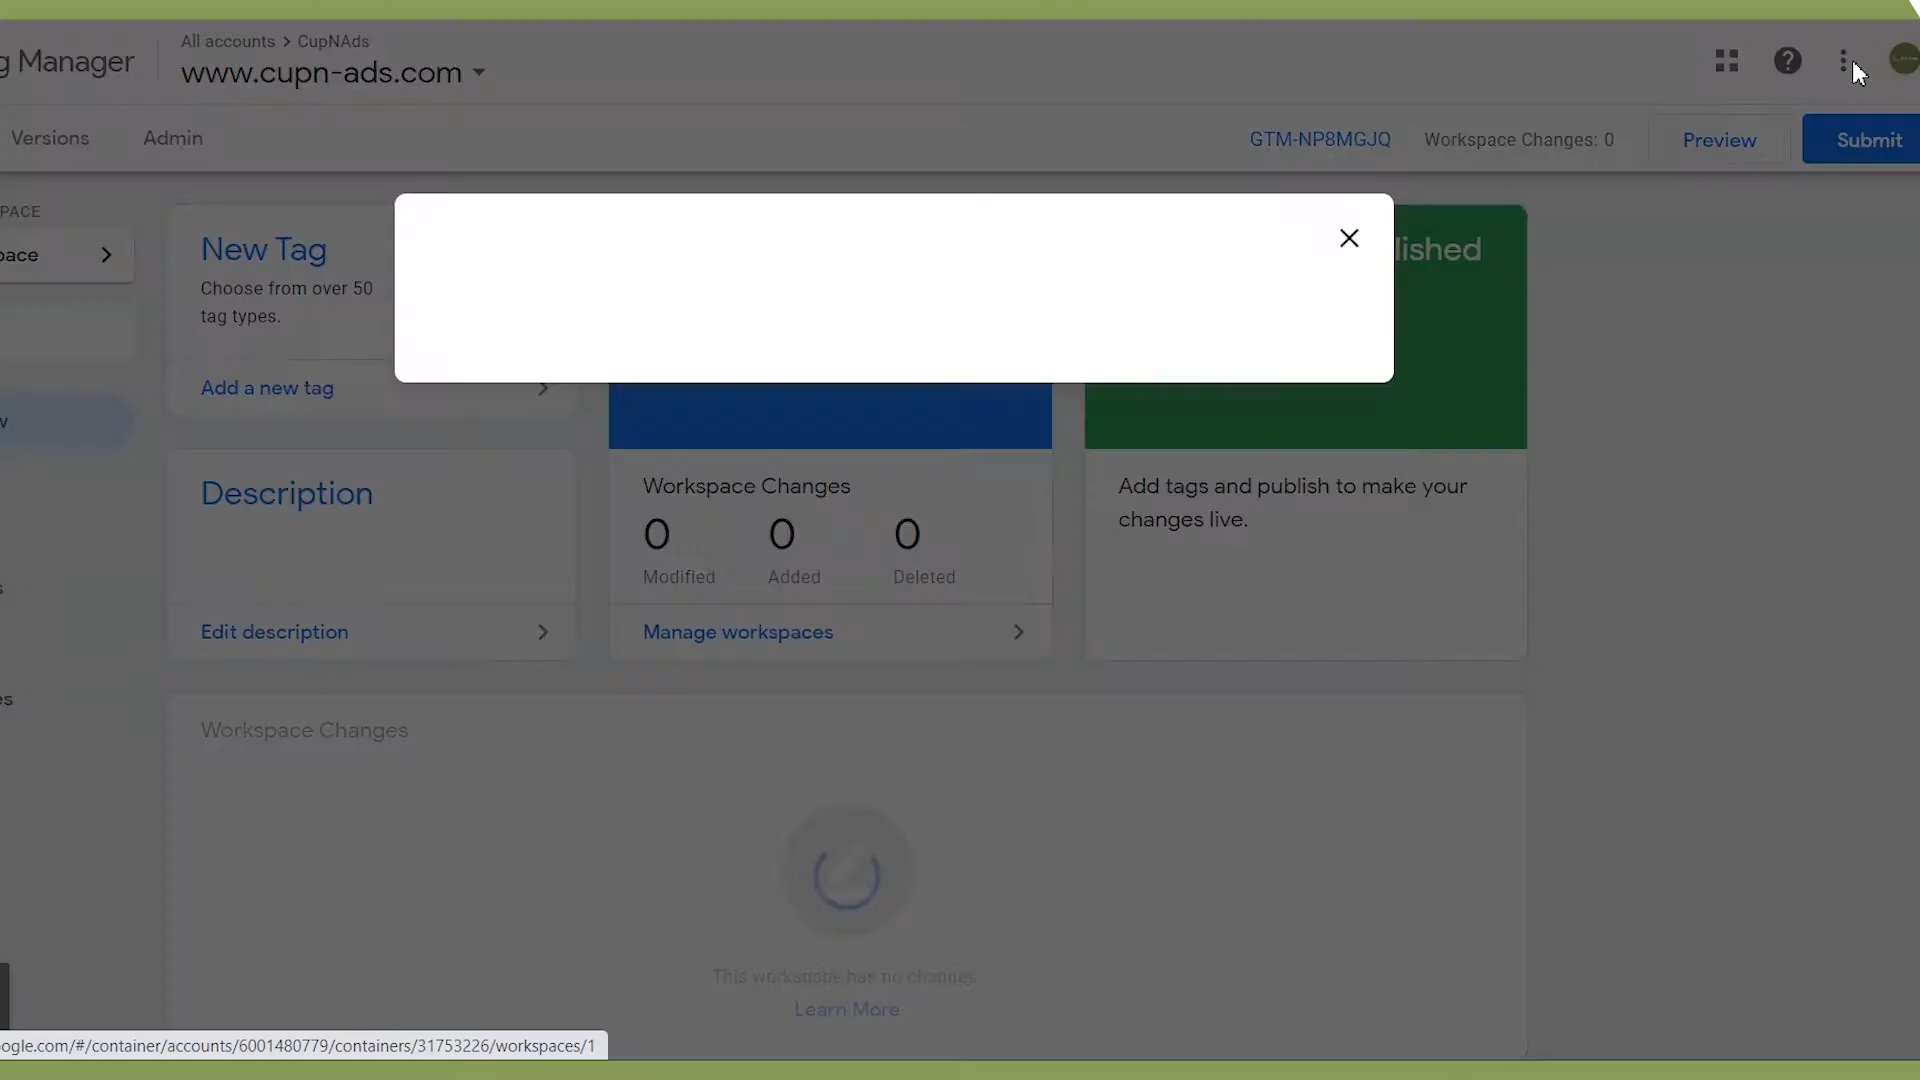 g Manager
All accounts > CupNAds
www.cupn-ads.com
Versions
Admin
GTM-NP8MGJQ
Workspace Changes: 0
Preview
Submit
PACE
pace
New Tag
Choose from over 50
tag types.
Add a new tag
lished
w
Description
Edit description
Workspace Changes
0 0 0
Modified Added Deleted
Manage workspaces
Add tags and publish to make your
changes live.
s
es
Workspace Changes
This workspace has no changes
Learn More
ogle.com/#/container/accounts/6001480779/containers/31753226/workspaces/1